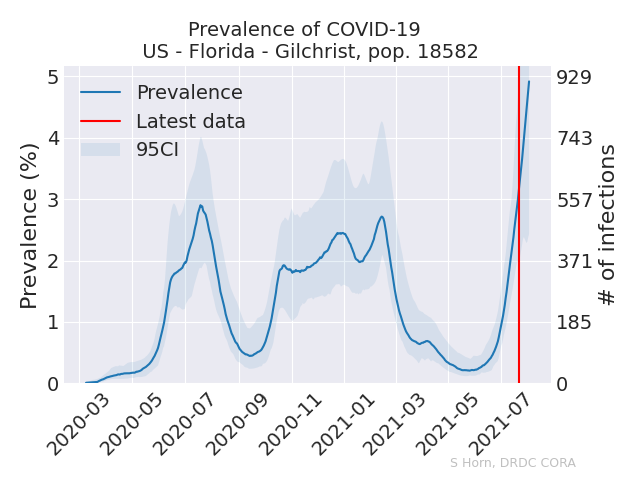 Prevalence of COVID-19
US - Florida - Gilchrist, pop. 18582
Prevalence
Latest data
95CI
Prevalence (%)
5
4
3
2
1
0
929
743
557
371
185
0
# of infections
2020-03
2020-05
2020-07
2020-09
2020-11
2021-01
2021-03
2021-05
2021-07
S Horn, DRDC CORA